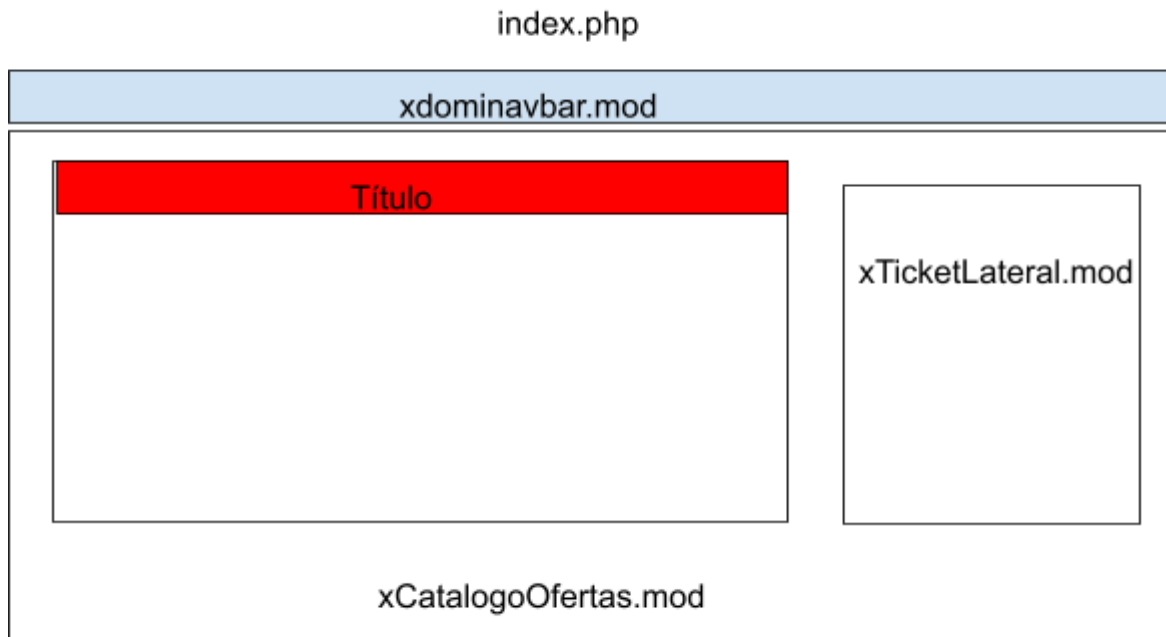 index.php
xdominavbar.mod
Título
xTicketLateral.mod
xCatalogoOfertas.mod